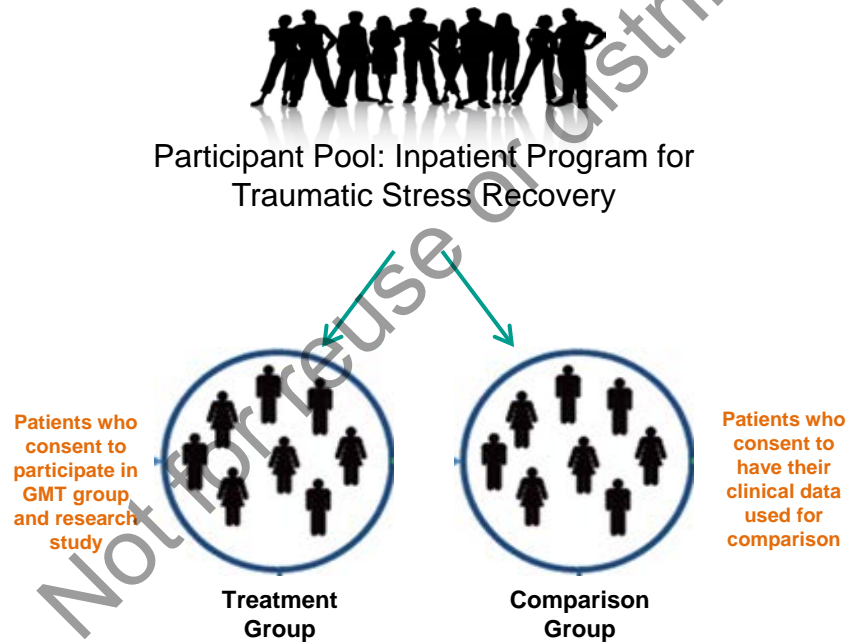 Participant Pool: Inpatient Program for
Traumatic Stress Recovery
Patients who
consent to
participate in
GMT group
and research
study
Patients who
consent to
have their
clinical data
used for
comparison
Treatment
Group
Comparison
Group
Not for reuse or distri